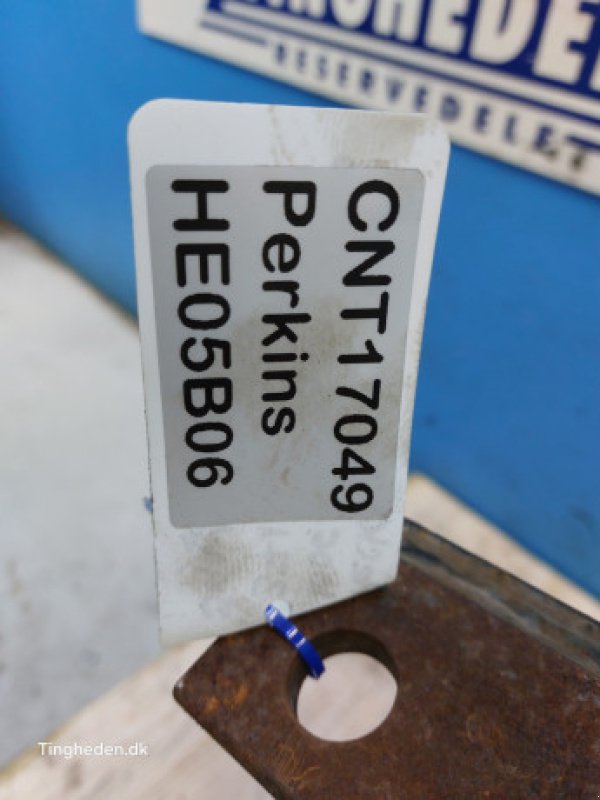 RESERVEDELE
CNT17049
Perkins
HE05B06
Tingheden.dk